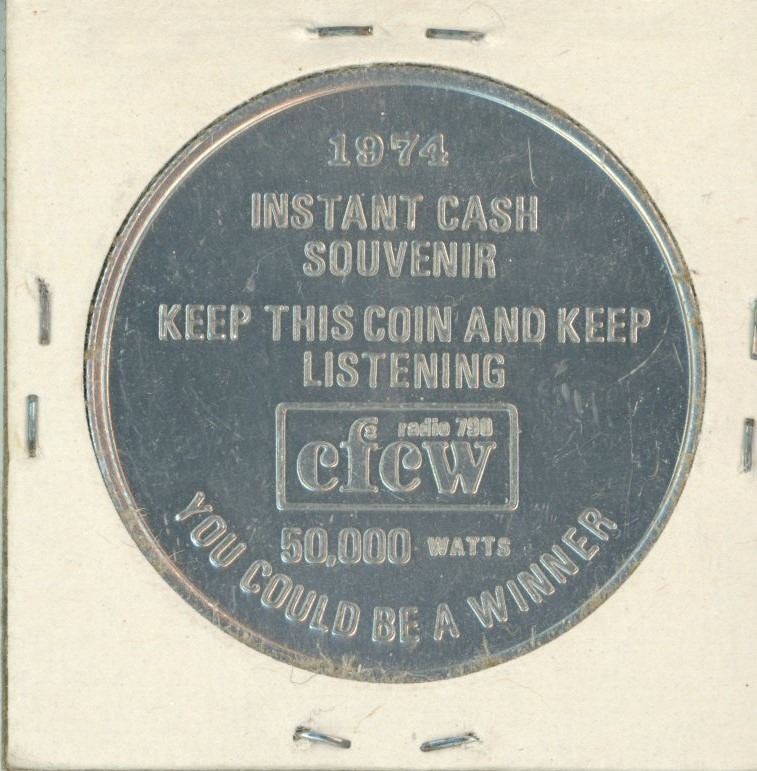 1974
INSTANT CASH
SOUVENIR
KEEP THIS COIN AND KEEP
LISTENING
radio 790
cfcw
50,000 WATTS
YOU COULD BE A WINNER